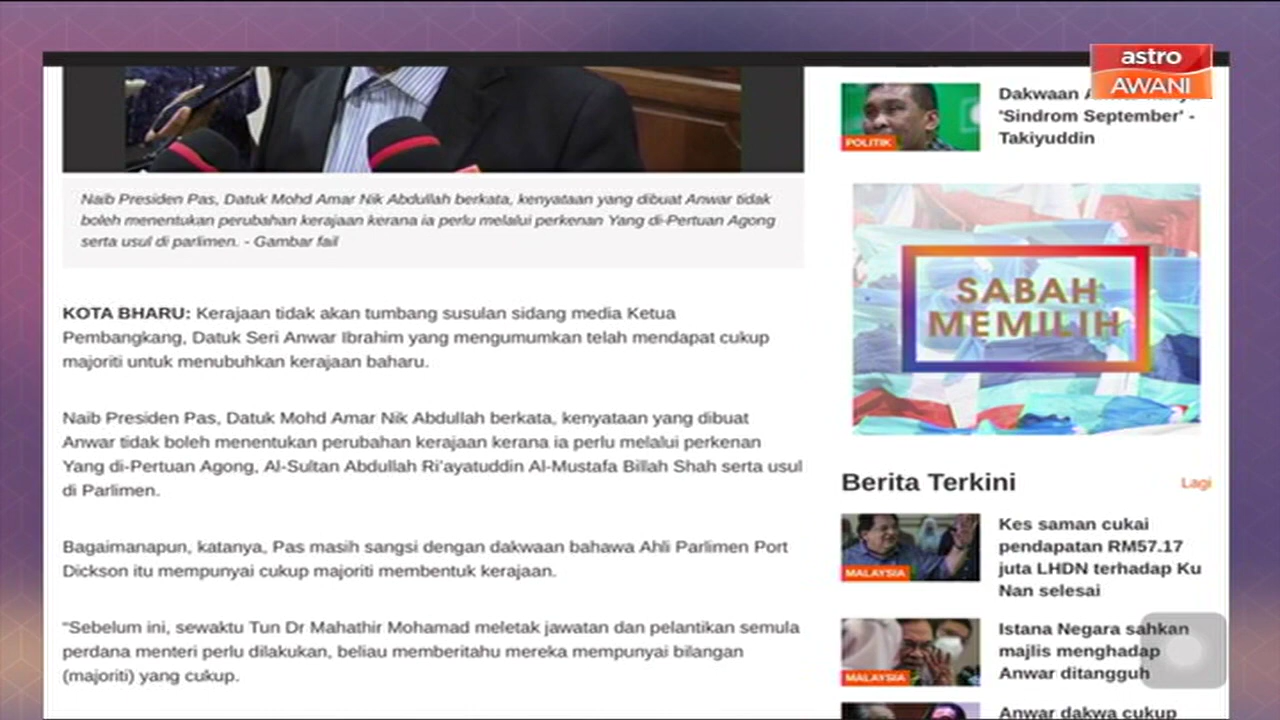 astro
AWANI
Dakwaan
'Sindrom September' -
Takiyuddin
POLITIK
Naib Presiden Pas, Datuk Mohd Amar Nik Abdullah berkata, kenyataan yang dibuat Anwar tidak
boleh menentukan perubahan kerajaan kerana ia perlu melalui perkenan Yang di-Pertuan Agong
serta usul di parlimen. - Gambar fail
KOTA BHARU: Kerajaan tidak akan tumbang susulan sidang media Ketua
Pembangkang, Datuk Seri Anwar Ibrahim yang mengumumkan telah mendapat cukup
majoriti untuk menubuhkan kerajaan baharu.
Naib Presiden Pas, Datuk Mohd Amar Nik Abdullah berkata, kenyataan yang dibuat
Anwar tidak boleh menentukan perubahan kerajaan kerana ia perlu melalui perkenan
Yang di-Pertuan Agong, Al-Sultan Abdullah Ri'ayatuddin Al-Mustafa Billah Shah serta usul
di Parlimen.
Bagaimanapun, katanya, Pas masih sangsi dengan dakwaan bahawa Ahli Parlimen Port
Dickson itu mempunyai cukup majoriti membentuk kerajaan.
"Sebelum ini, sewaktu Tun Dr Mahathir Mohamad meletak jawatan dan pelantikan semula
perdana menteri perlu dilakukan, beliau memberitahu mereka mempunyai bilangan
(majoriti) yang cukup.
SABAH
MEMILIH
Berita Terkini
Lagi
Kes saman cukai
pendapatan RM57.17
juta LHDN terhadap Ku
Nan selesai
MALAYSIA
Istana Negara sahkan
majlis menghadap
Anwar ditangguh
MALAYSIA
Anwar dakwa cukup